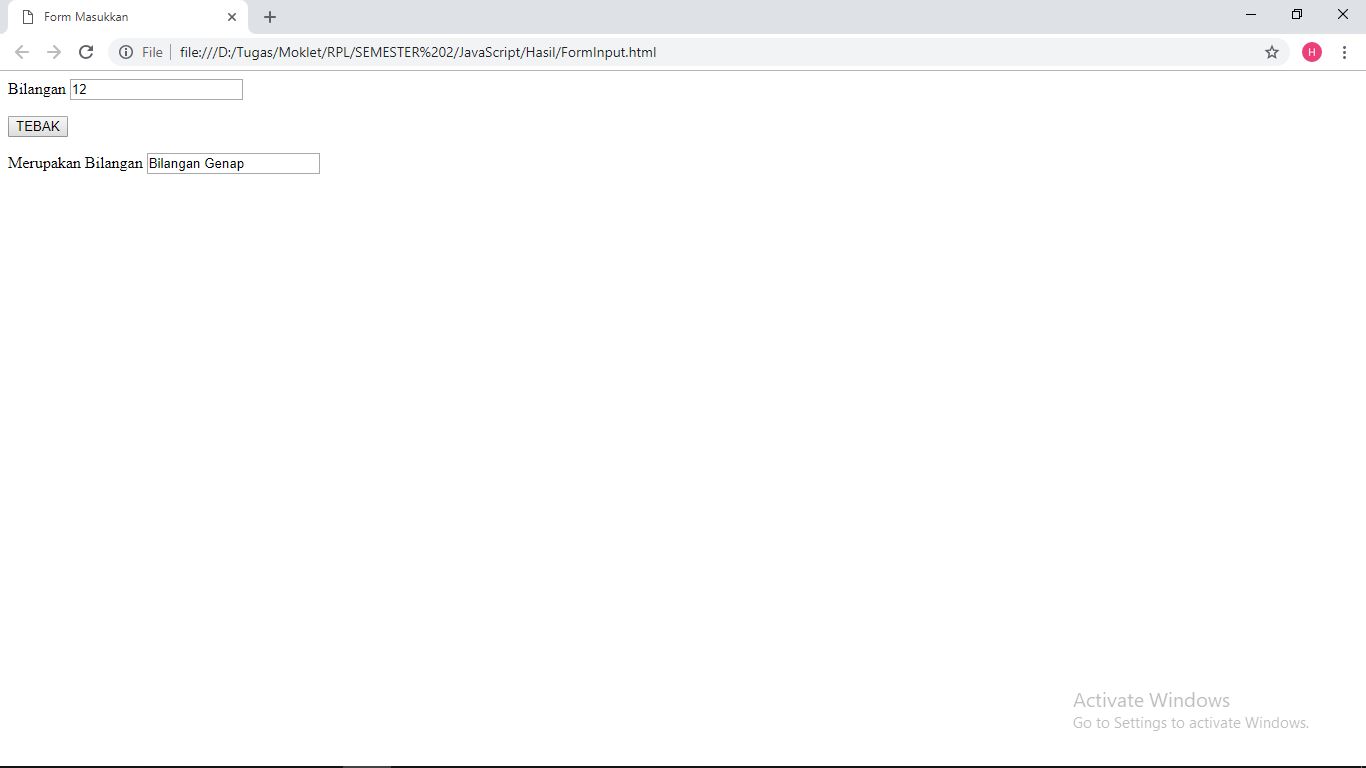 Form Masukkan
File file:///D:/Tugas/Moklet/RPL/SEMESTER%202/JavaScript/Hasil/FormInput.html H
Bilangan 12
TEBAK
Merupakan Bilangan Bilangan Genap
Activate Windows
Go to Settings to activate Windows.